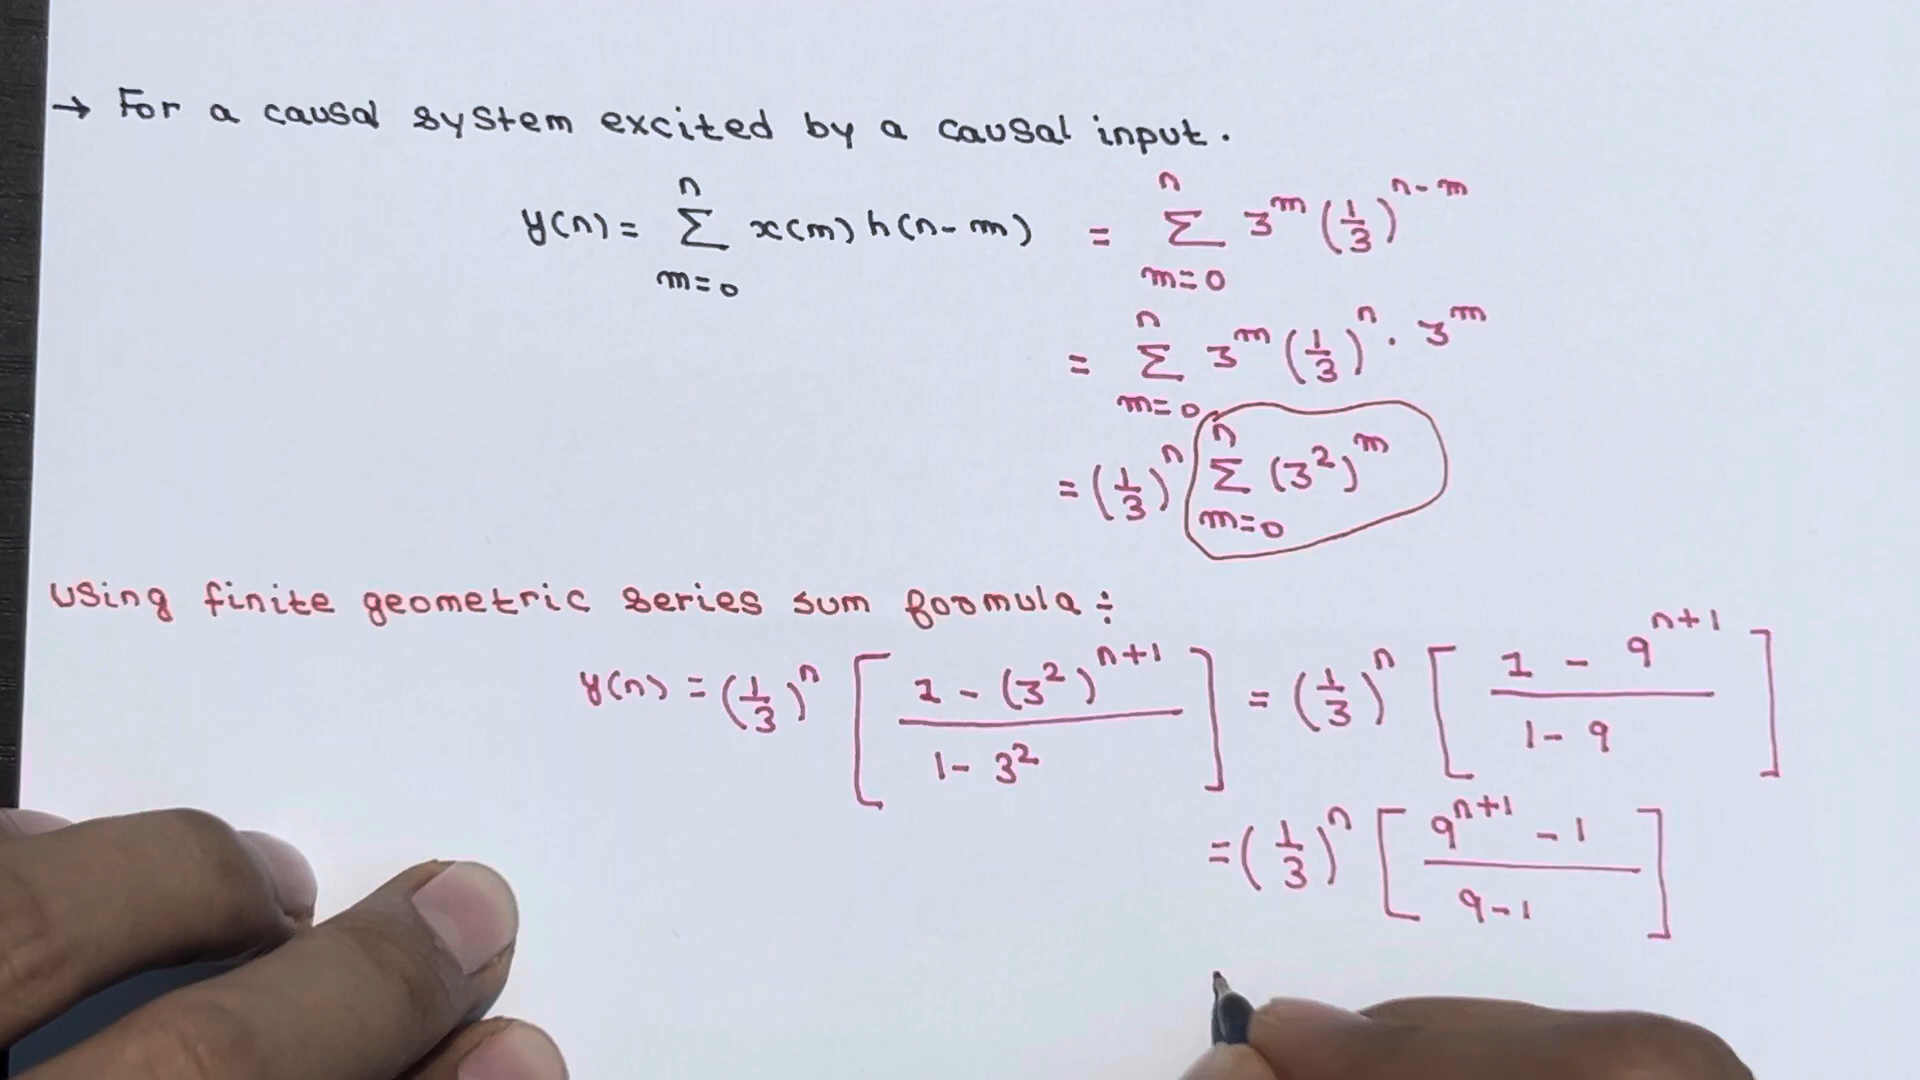 → For a causal system excited by a causal input.
y(n) = Σ_{m=0}^{n} x(m) h(n-m) = Σ_{m=0}^{n} 3^m (1/3)^{n-m}
= Σ_{m=0}^{n} 3^m (1/3)^n · 3^m
= (1/3)^n Σ_{m=0}^{n} (3^2)^m
using finite geometric series sum formula:
y(n) = (1/3)^n [ (1 - (3^2)^{n+1}) / (1 - 3^2) ] = (1/3)^n [ (1 - 9^{n+1}) / (1 - 9) ]
= (1/3)^n [ (9^{n+1} - 1) / (9 - 1) ]